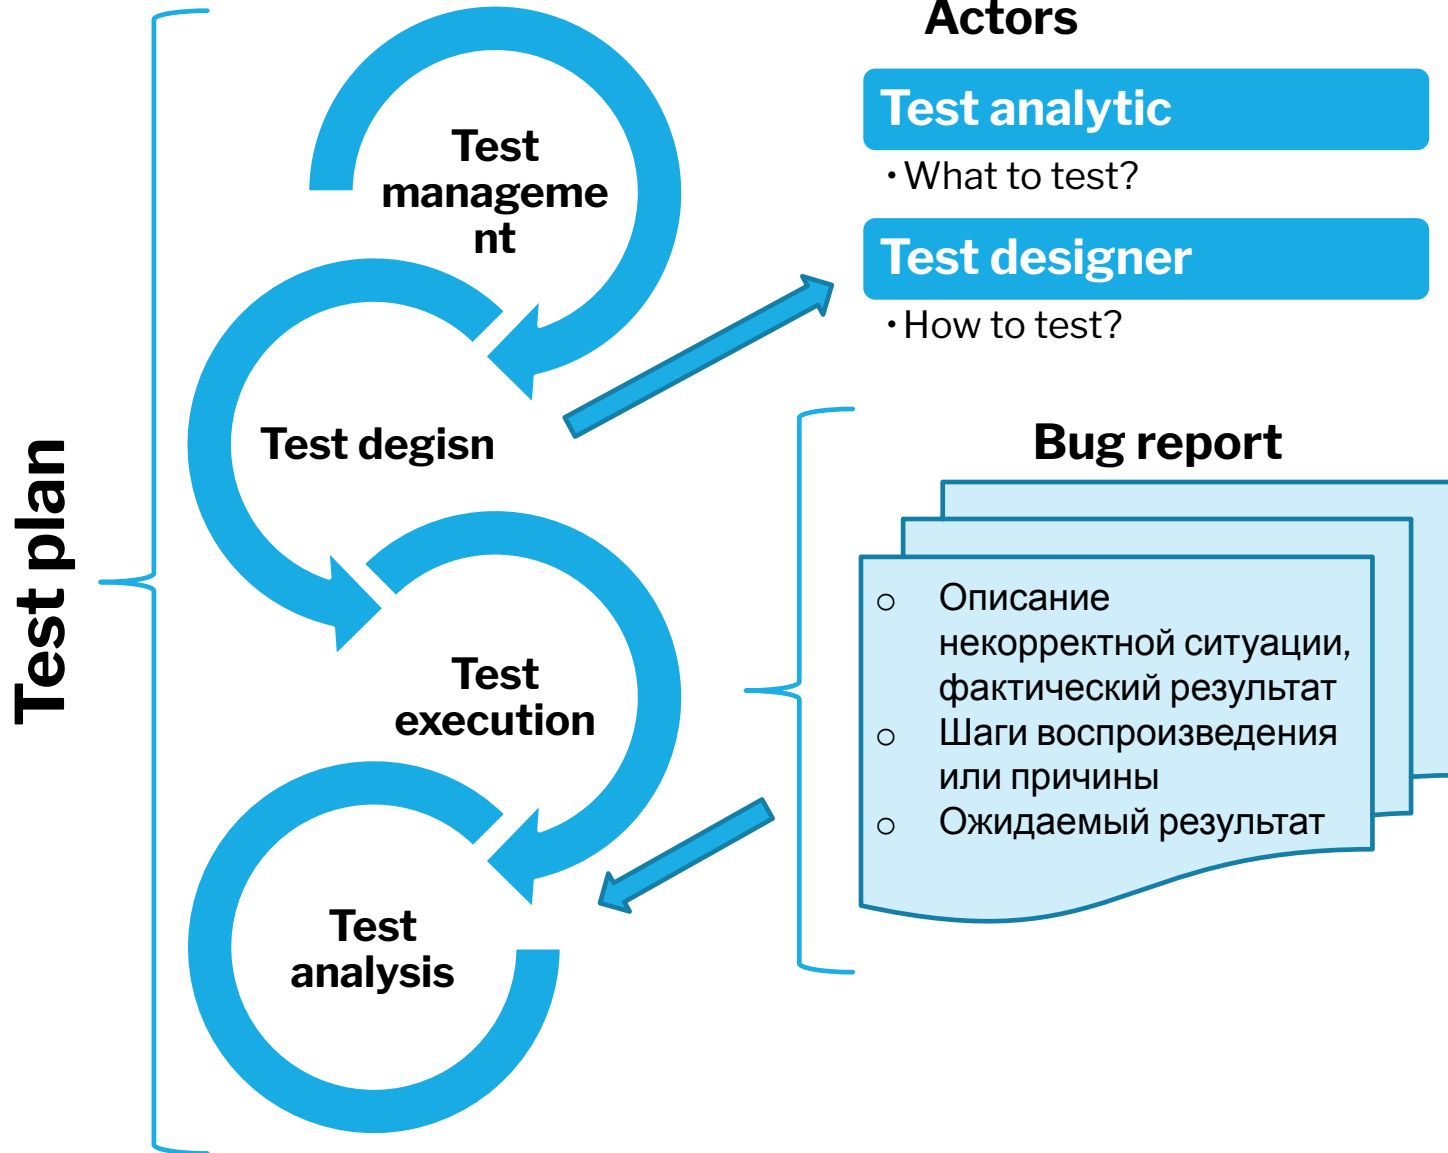 Test plan
Test
manageme
nt
Test degisn
Test
execution
Test
analysis
Actors
Test analytic
• What to test?
Test designer
• How to test?
Bug report
○ Описание
некорректной ситуации,
фактический результат
○ Шаги воспроизведения
или причины
○ Ожидаемый результат